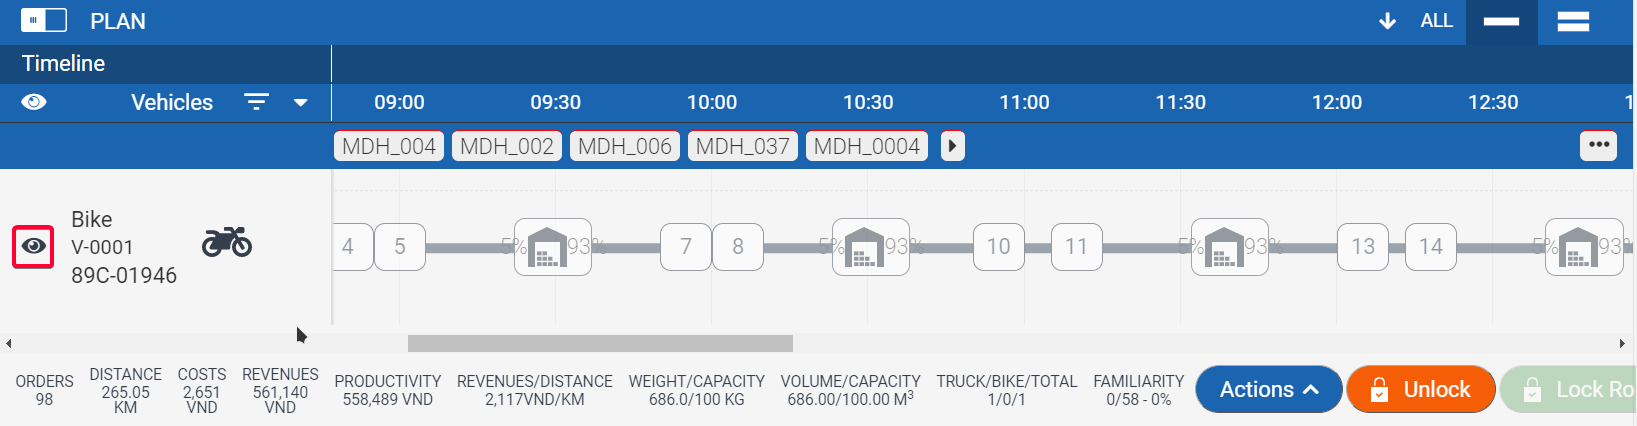 PLAN ALL
Timeline
Vehicles 09:00 09:30 10:00 10:30 11:00 11:30 12:00 12:30 1
MDH_004 MDH_002 MDH_006 MDH_037 MDH_0004 •••
Bike
V-0001
89C-01946
4 5 5% 93% 7 8 5% 93% 10 11 5% 93% 13 14 5% 93%
ORDERS
98
DISTANCE
265.05
KM
COSTS
2,651
VND
REVENUES
561,140
VND
PRODUCTIVITY
558,489 VND
REVENUES/DISTANCE
2,117VND/KM
WEIGHT/CAPACITY
686.0/100 KG
VOLUME/CAPACITY
686.00/100.00 M³
TRUCK/BIKE/TOTAL
1/0/1
FAMILIARITY
0/58 - 0%
Actions
Unlock
Lock Ro